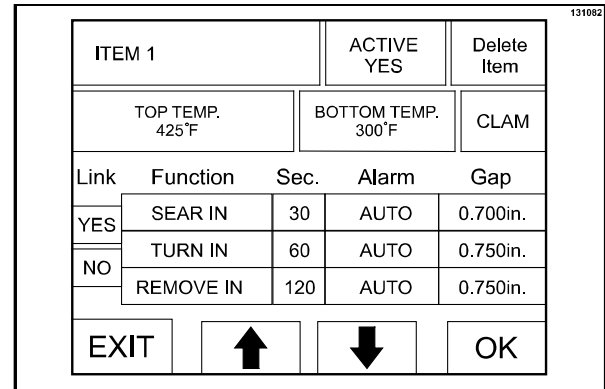 131082
ITEM 1
ACTIVE
YES
Delete
Item
TOP TEMP.
425°F
BOTTOM TEMP.
300°F
CLAM
Link Function Sec. Alarm Gap
YES
SEAR IN 30 AUTO 0.700in.
TURN IN 60 AUTO 0.750in.
NO
REMOVE IN 120 AUTO 0.750in.
EXIT OK